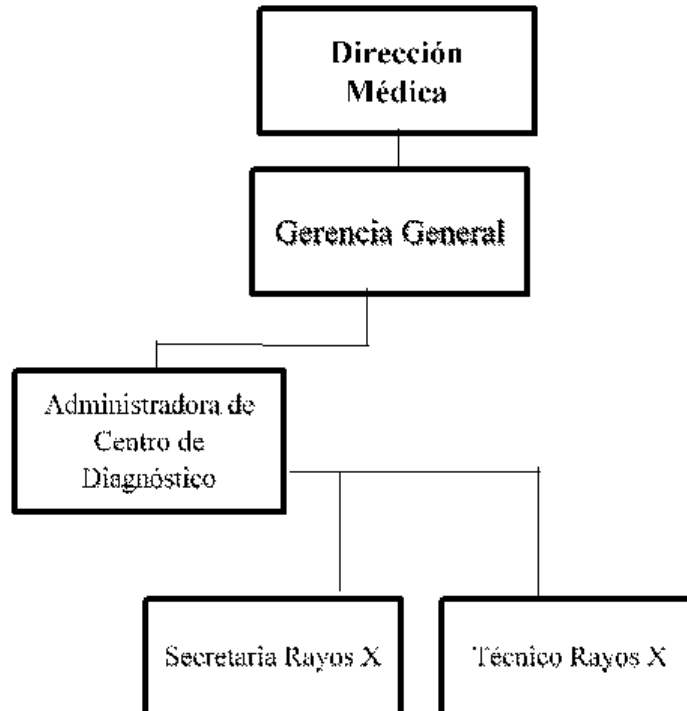 Dirección
Médica
Gerencia General
Administradora de
Centro de
Diagnóstico
Secretaria Rayos X
Técnico Rayos X